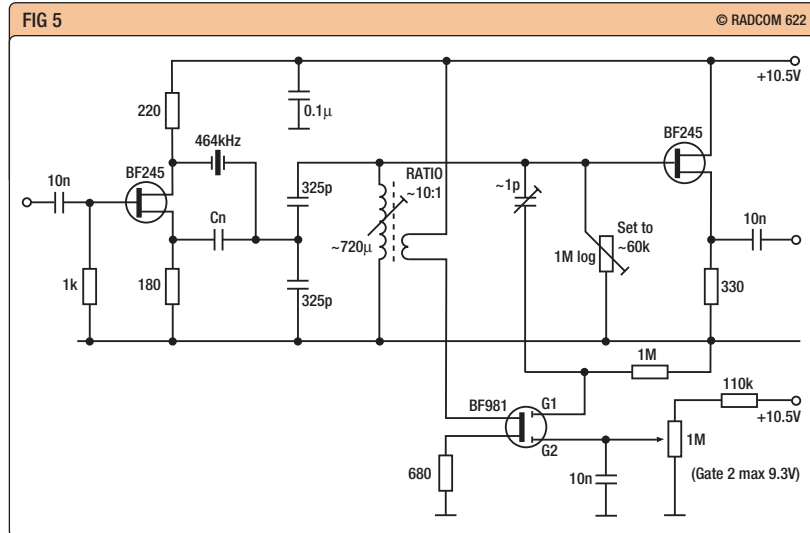 FIG 5
© RADCOM 622
+10.5V
220
0.1µ
464kHz
BF245
BF245
10n
RATIO
~10:1
325p
~1p
Cn
Set to
~60k
10n
~720µ
1M log
1k
180
325p
330
1M
110k
BF981
G1
+10.5V
G2
1M
680
10n
(Gate 2 max 9.3V)